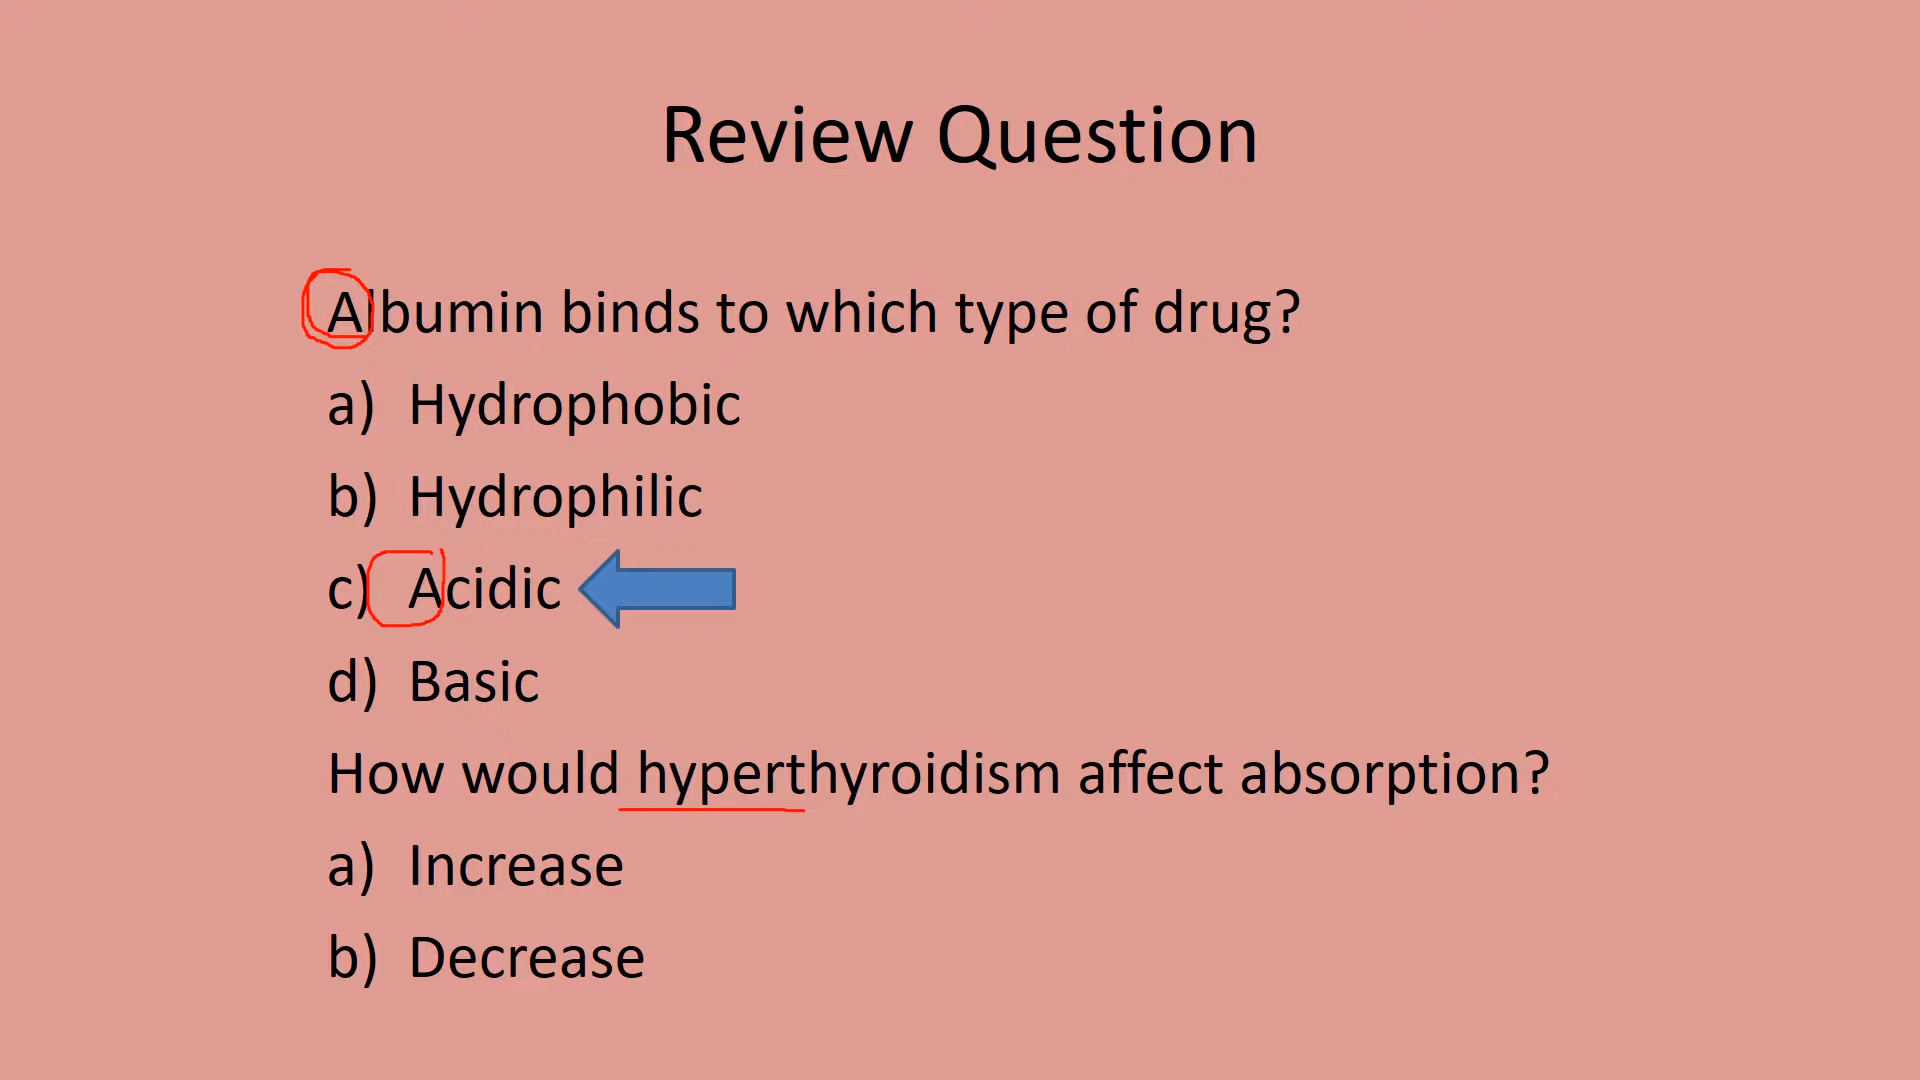 Review Question
Albumin binds to which type of drug?
a) Hydrophobic
b) Hydrophilic
c) Acidic
d) Basic
How would hyperthyroidism affect absorption?
a) Increase
b) Decrease